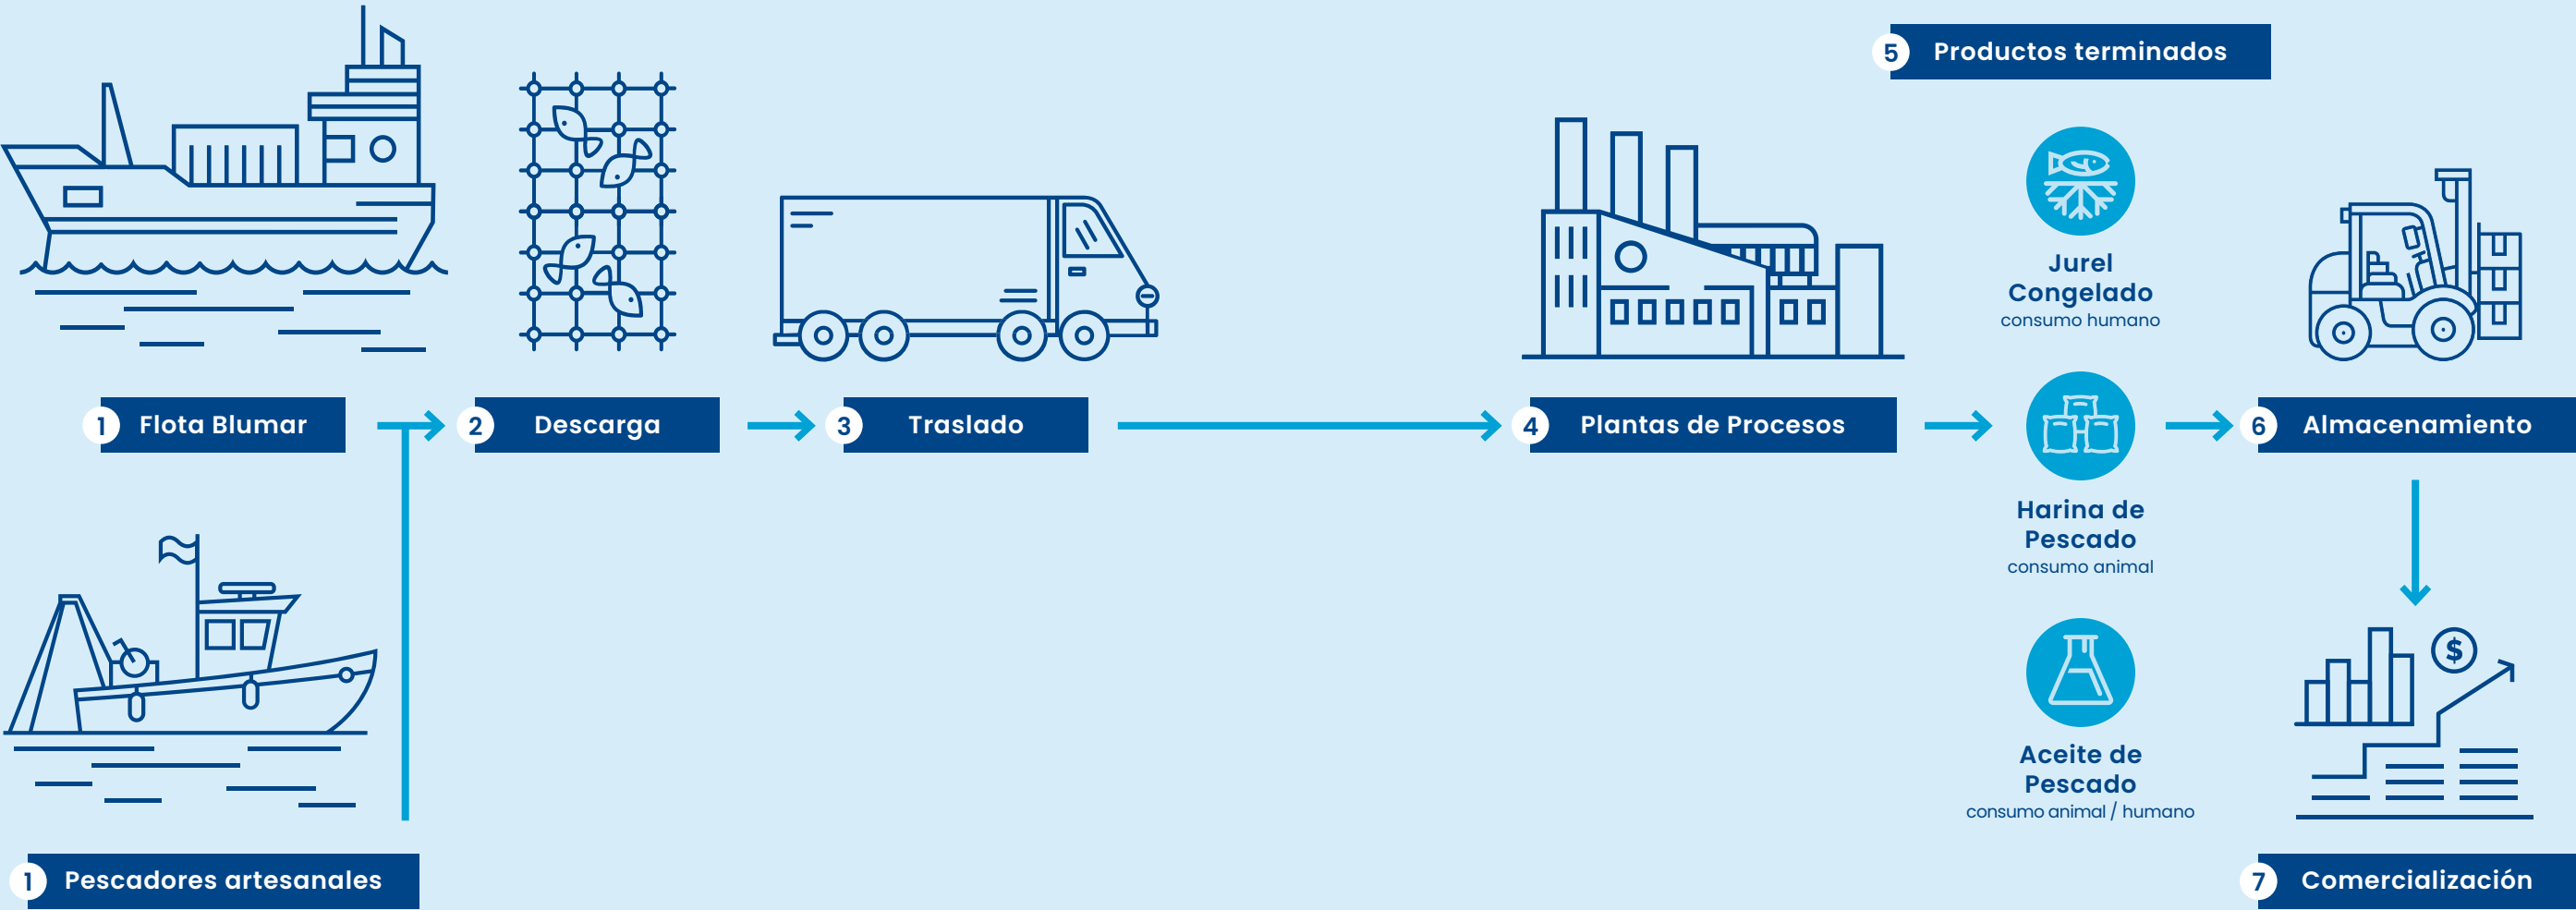 5 Productos terminados
Jurel
Congelado
consumo humano
1 Flota Blumar
2 Descarga
3 Traslado
4 Plantas de Procesos
6 Almacenamiento
Harina de
Pescado
consumo animal
$
Aceite de
Pescado
consumo animal / humano
1 Pescadores artesanales
7 Comercialización